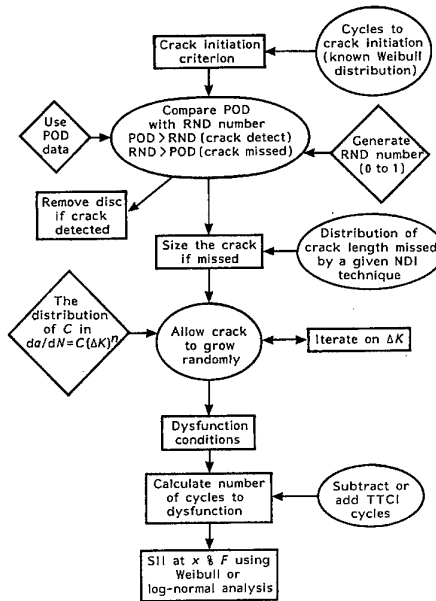 Crack initiation
criterion
Cycles to
crack initiation
(known Weibull
distribution)
Use
POD
data
Compare POD
with RND number
POD > RND (crack detect)
RND > POD (crack missed)
Generate
RND number
(0 to 1)
Remove disc
if crack
detected
Size the crack
if missed
Distribution of
crack length missed
by a given NDI
technique
The
distribution
of C in
da/dN=C(ΔK)ⁿ
Allow crack
to grow
randomly
Iterate on ΔK
Dysfunction
conditions
Calculate number
of cycles to
dysfunction
Subtract or
add TTCI
cycles
SII at x % F using
Weibull or
log-normal analysis